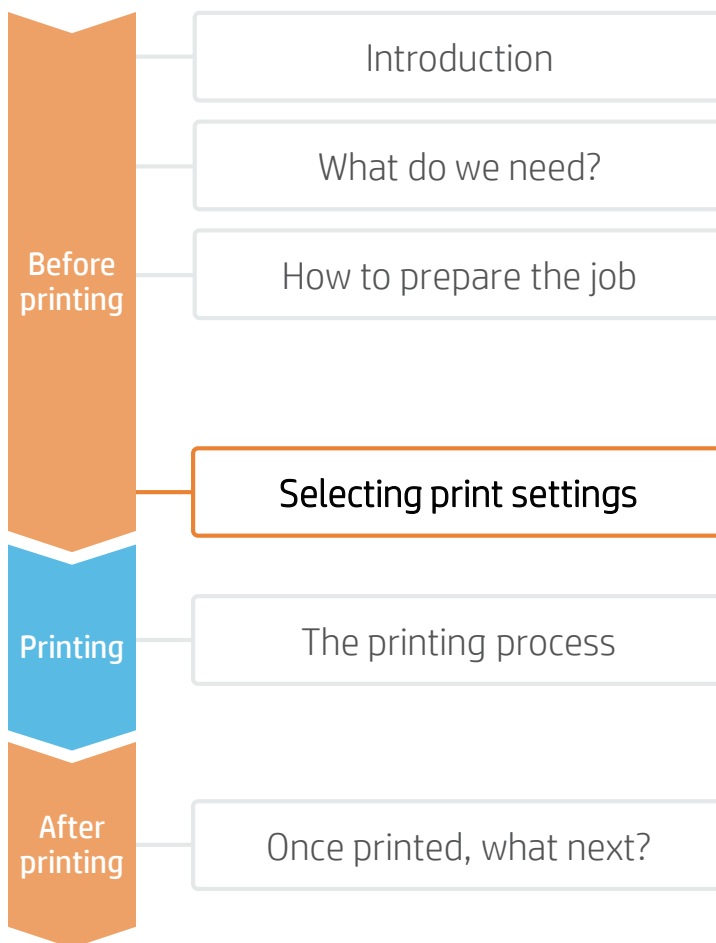 Introduction
What do we need?
Before
printing
How to prepare the job
Selecting print settings
Printing
The printing process
After
printing
Once printed, what next?